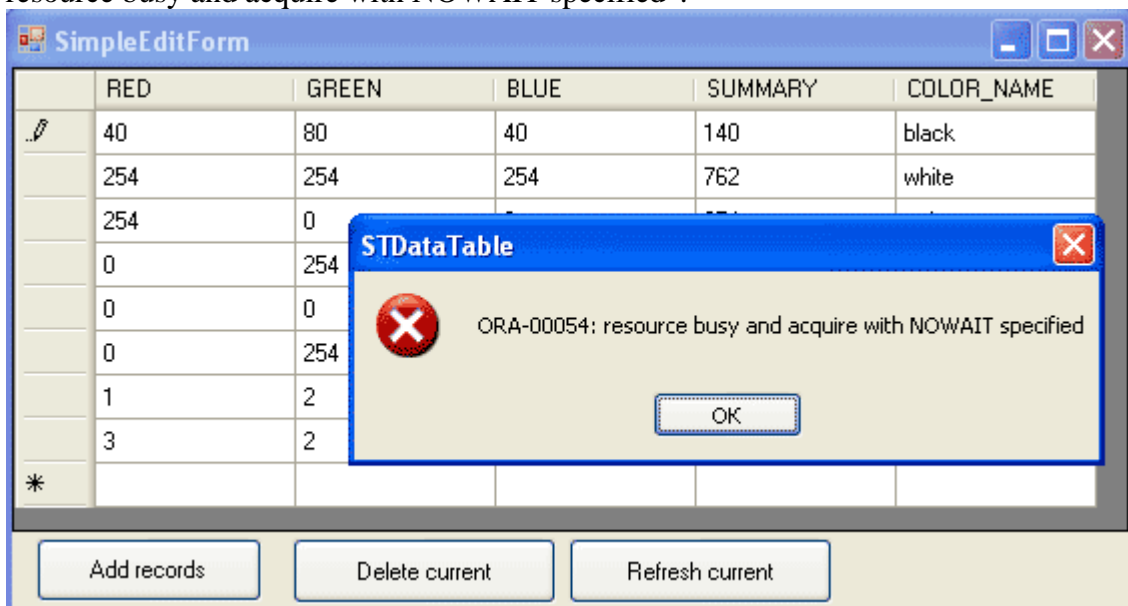 resource busy and acquire with NOWAIT specified".
SimpleEditForm
RED GREEN BLUE SUMMARY COLOR_NAME
40 80 40 140 black
254 254 254 762 white
254 0
STDataTable
0 254
ORA-00054: resource busy and acquire with NOWAIT specified
0 0
0 254
1 2
OK
3 2
*
Add records Delete current Refresh current